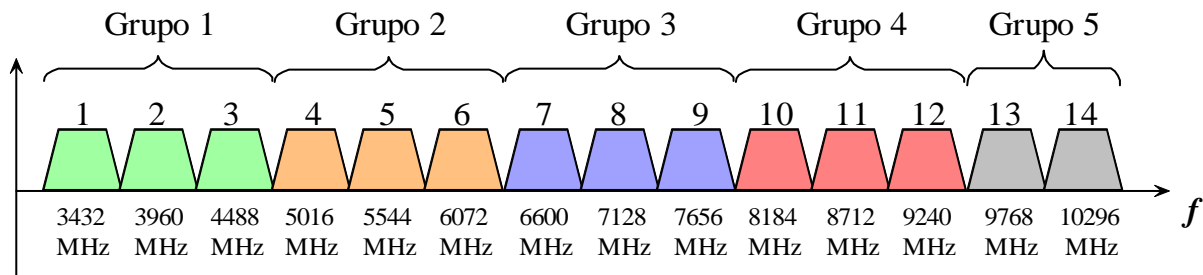 Grupo 1 Grupo 2 Grupo 3 Grupo 4 Grupo 5
1 2 3 4 5 6 7 8 9 10 11 12 13 14
3432 3960 4488 5016 5544 6072 6600 7128 7656 8184 8712 9240 9768 10296
MHz MHz MHz MHz MHz MHz MHz MHz MHz MHz MHz MHz MHz MHz
f